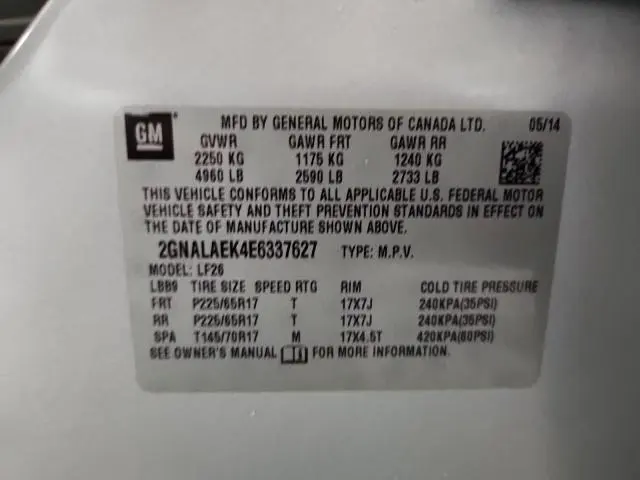 GM
MFD BY GENERAL MOTORS OF CANADA LTD. 05/14
GVWR GAWR FRT GAWR RR
2250 KG 1175 KG 1240 KG
4960 LB 2590 LB 2733 LB
THIS VEHICLE CONFORMS TO ALL APPLICABLE U.S. FEDERAL MOTOR
VEHICLE SAFETY AND THEFT PREVENTION STANDARDS IN EFFECT ON
THE DATE OF MANUFACTURE SHOWN ABOVE.
2GNALAEK4E6337627 TYPE: M.P.V.
MODEL: LF26
LBB9 TIRE SIZE SPEED RTG RIM COLD TIRE PRESSURE
FRT P225/65R17 T 17X7J 240KPA(35PSI)
RR P225/65R17 T 17X7J 240KPA(35PSI)
SPA T145/70R17 M 17X4.5T 420KPA(60PSI)
SEE OWNER'S MANUAL FOR MORE INFORMATION.